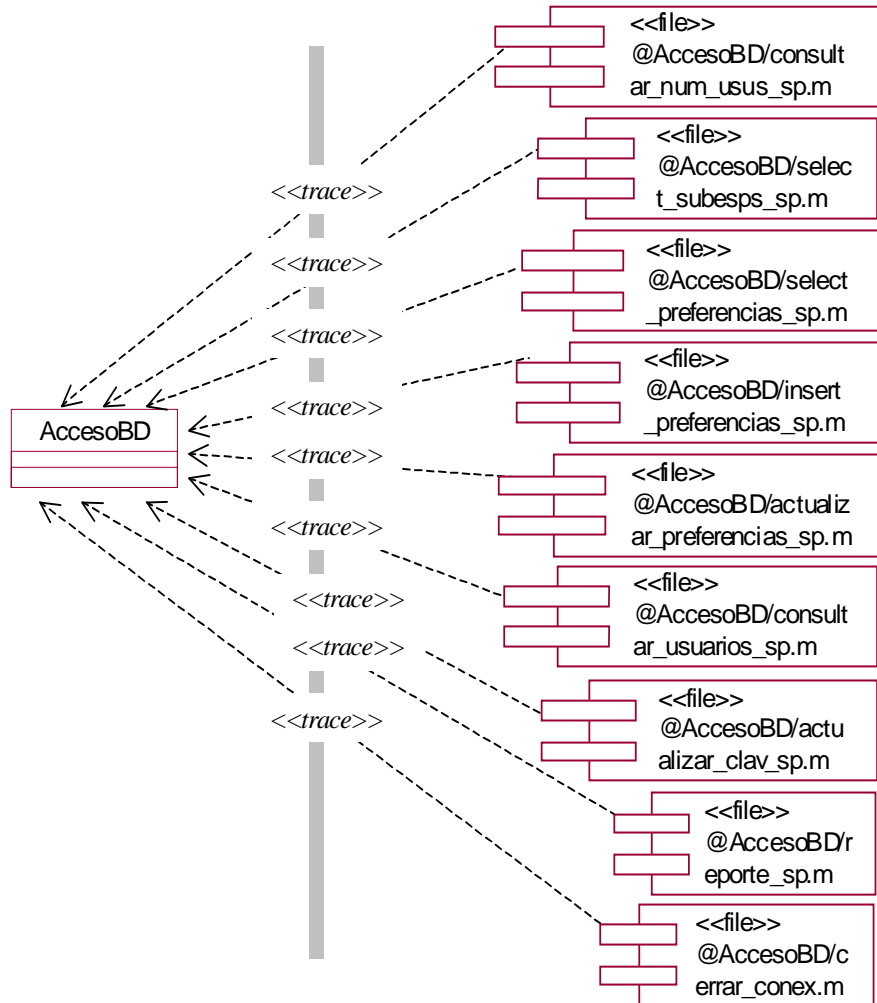 <<file>>
@AccesoBD/consult
ar_num_usus_sp.m
<<file>>
@AccesoBD/selec
t_subesps_sp.m
<<trace>>
<<file>>
@AccesoBD/select
_preferencias_sp.m
<<trace>>
<<trace>>
<<file>>
@AccesoBD/insert
_preferencias_sp.m
<<trace>>
AccesoBD
<<trace>>
<<file>>
@AccesoBD/actualiz
ar_preferencias_sp.m
<<trace>>
<<file>>
@AccesoBD/consult
ar_usuarios_sp.m
<<trace>>
<<trace>>
<<file>>
@AccesoBD/actu
alizar_clav_sp.m
<<trace>>
<<file>>
@AccesoBD/r
eporte_sp.m
<<file>>
@AccesoBD/c
errar_conex.m